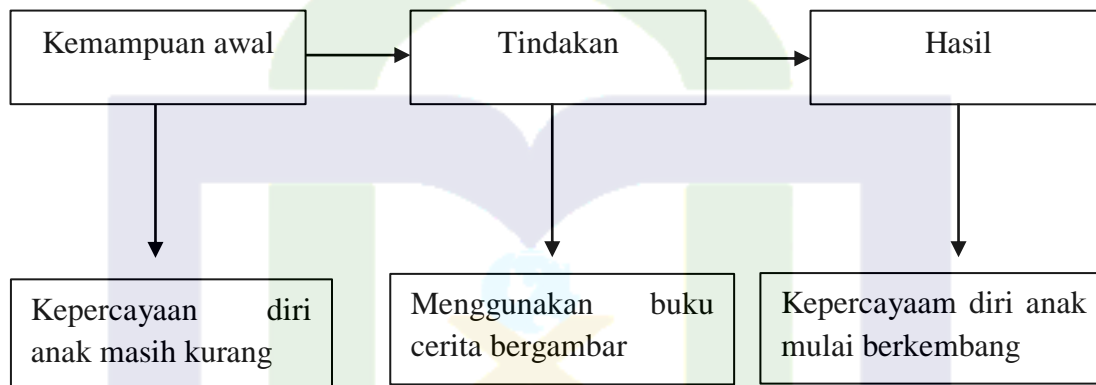 Kemampuan awal
Tindakan
Hasil
Kepercayaan diri
anak masih kurang
Menggunakan buku
cerita bergambar
Kepercayaam diri anak
mulai berkembang